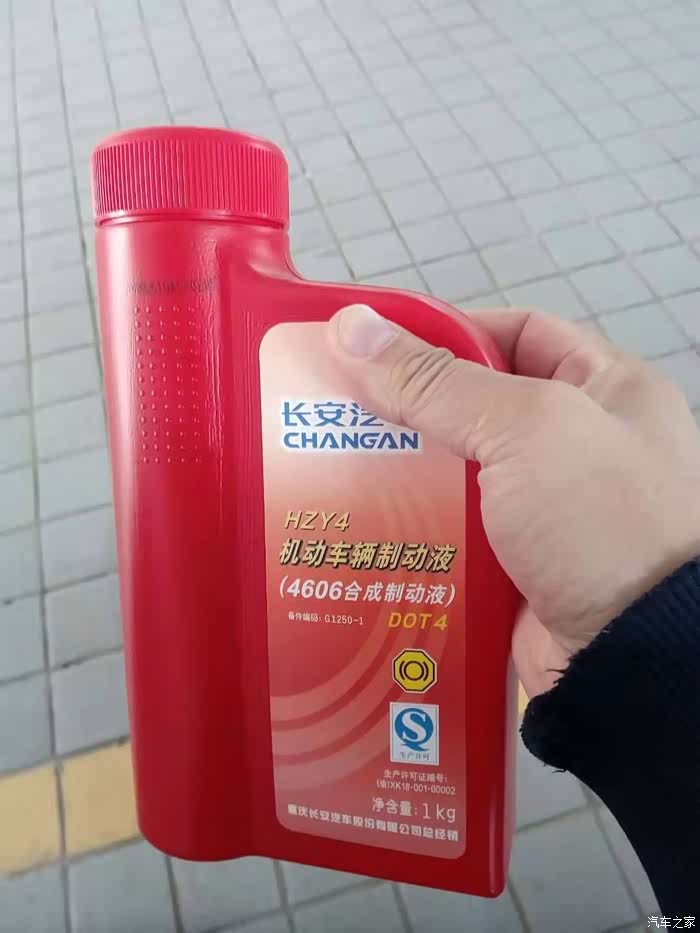 长安汽
CHANGAN
HZY4
机动车辆制动液
(4606合成制动液)
备件编码: G1250-1
DOT4
S
生产许可
生产许可证编号:
(渝)XK18-001-00002
净含量: 1kg
重庆长安汽车股份有限公司总经销
汽车之家